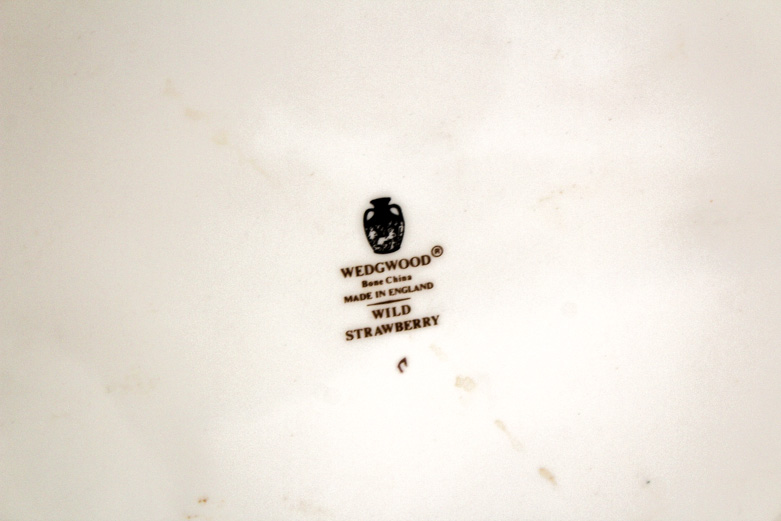 WEDGWOOD®
Bone China
MADE IN ENGLAND
WILD
STRAWBERRY
C